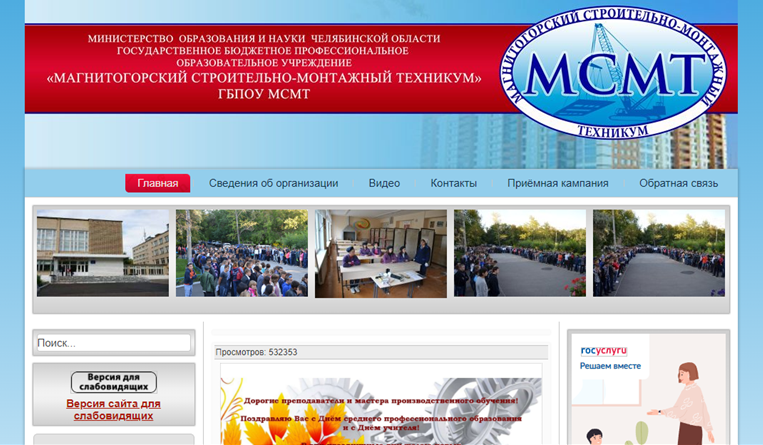 МИНИСТЕРСТВО ОБРАЗОВАНИЯ И НАУКИ ЧЕЛЯБИНСКОЙ ОБЛАСТИ
ГОСУДАРСТВЕННОЕ БЮДЖЕТНОЕ ПРОФЕССИОНАЛЬНОЕ
ОБРАЗОВАТЕЛЬНОЕ УЧРЕЖДЕНИЕ
«МАГНИТОГОРСКИЙ СТРОИТЕЛЬНО-МОНТАЖНЫЙ ТЕХНИКУМ»
ГБПОУ МСМТ
МАГНИТОГОРСКИЙ СТРОИТЕЛЬНО-МОНТАЖНЫЙ
МСМТ
ТЕХНИКУМ
Главная Сведения об организации Видео Контакты Приёмная кампания Обратная связь
Поиск...
Версия для
слабовидящих
Версия сайта для
слабовидящих
Просмотров: 532353
Дорогие преподаватели и мастера производственного обучения!
Поздравляю Вас с Днём среднего профессионального образования
и с Днём учителя!
госуслуги
Решаем вместе